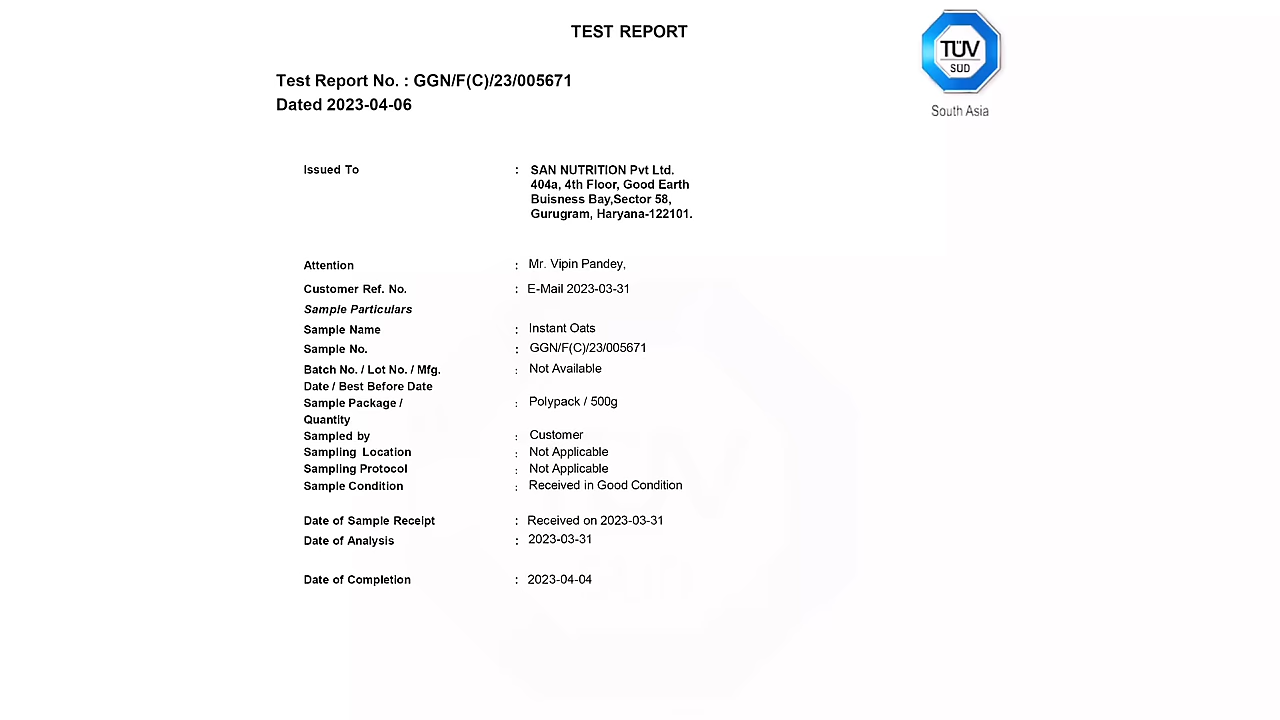 TEST REPORT
TÜV
SUD
South Asia
Test Report No. : GGN/F(C)/23/005671
Dated 2023-04-06
Issued To : SAN NUTRITION Pvt Ltd.
404a, 4th Floor, Good Earth
Buisness Bay,Sector 58,
Gurugram, Haryana-122101.
Attention : Mr. Vipin Pandey,
Customer Ref. No. : E-Mail 2023-03-31
Sample Particulars
Sample Name : Instant Oats
Sample No. : GGN/F(C)/23/005671
Batch No. / Lot No. / Mfg. : Not Available
Date / Best Before Date
Sample Package / : Polypack / 500g
Quantity
Sampled by : Customer
Sampling Location : Not Applicable
Sampling Protocol : Not Applicable
Sample Condition : Received in Good Condition
Date of Sample Receipt : Received on 2023-03-31
Date of Analysis : 2023-03-31
Date of Completion : 2023-04-04